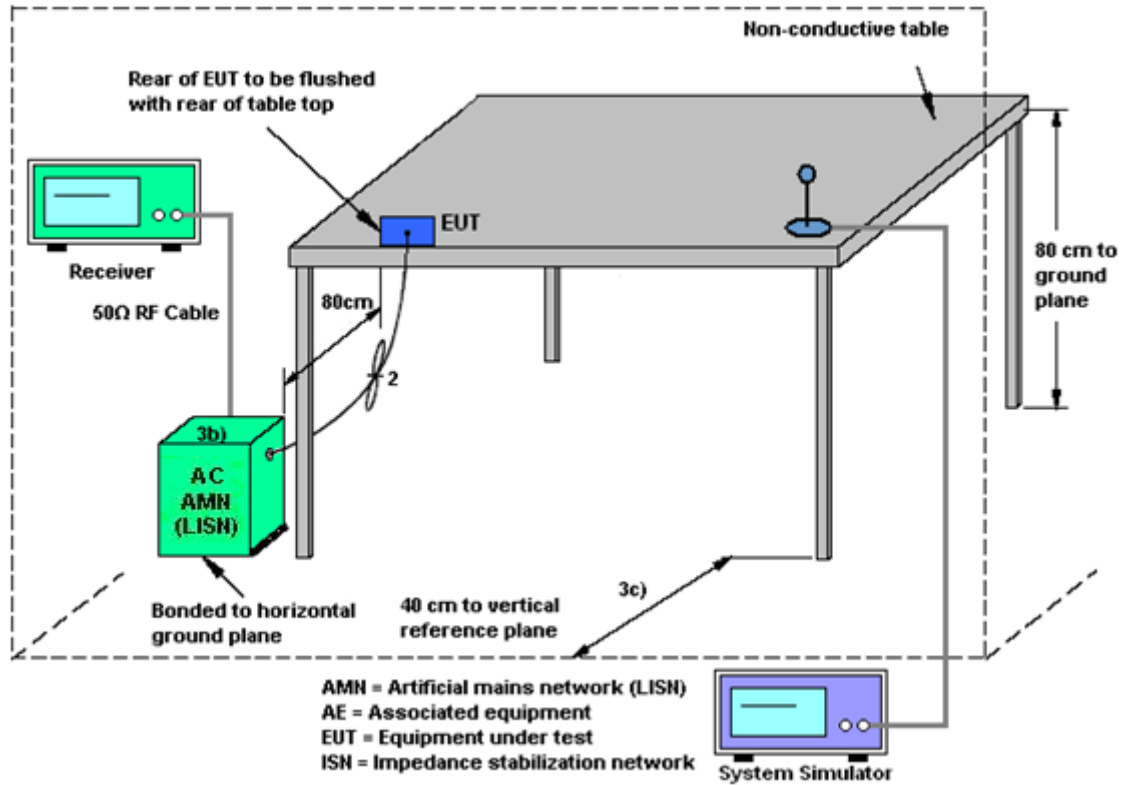 Non-conductive table
Rear of EUT to be flushed
with rear of table top
EUT
Receiver
80 cm to
ground
plane
80cm
50Ω RF Cable
2
3b)
AC
AMN
(LISN)
3c)
Bonded to horizontal
ground plane
40 cm to vertical
reference plane
AMN = Artificial mains network (LISN)
AE = Associated equipment
EUT = Equipment under test
ISN = Impedance stabilization network
System Simulator